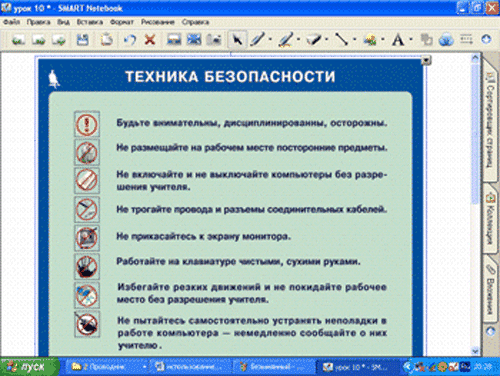 урок 10 * - SMART Notebook
Файл Правка Вид Вставка Формат Рисование Справка
ТЕХНИКА БЕЗОПАСНОСТИ
Будьте внимательны, дисциплинированны, осторожны.
Не размещайте на рабочем месте посторонние предметы.
Не включайте и не выключайте компьютеры без разре-
шения учителя.
Не трогайте провода и разъемы соединительных кабелей.
Не прикасайтесь к экрану монитора.
Работайте на клавиатуре чистыми, сухими руками.
Избегайте резких движений и не покидайте рабочее
место без разрешения учителя.
Не пытайтесь самостоятельно устранять неполадки в
работе компьютера — немедленно сообщайте о них
учителю.
Сортировщик страниц
Коллекция
Вложения
пуск
2 Проводник
использование...
Безымянный - ...
урок 10 * - SM...
20:28